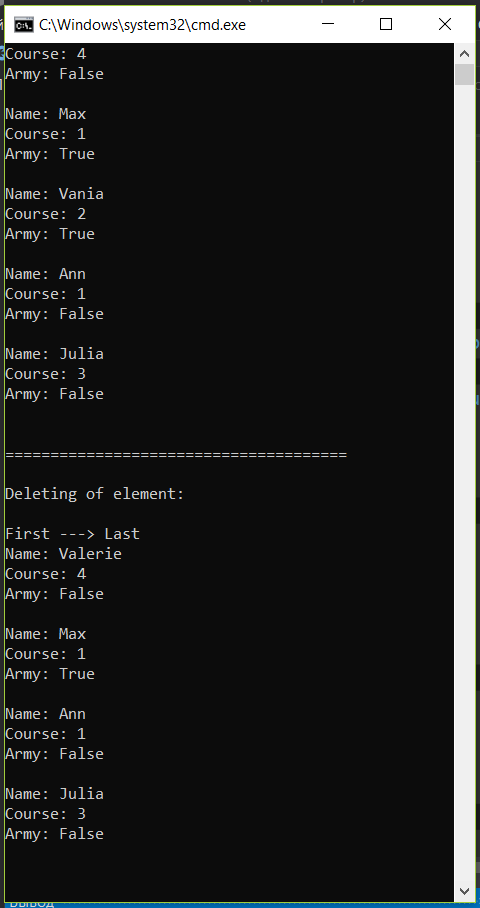 C:\Windows\system32\cmd.exe
Course: 4
Army: False
Name: Max
Course: 1
Army: True
Name: Vania
Course: 2
Army: True
Name: Ann
Course: 1
Army: False
Name: Julia
Course: 3
Army: False
======================================
Deleting of element:
First ---> Last
Name: Valerie
Course: 4
Army: False
Name: Max
Course: 1
Army: True
Name: Ann
Course: 1
Army: False
Name: Julia
Course: 3
Army: False